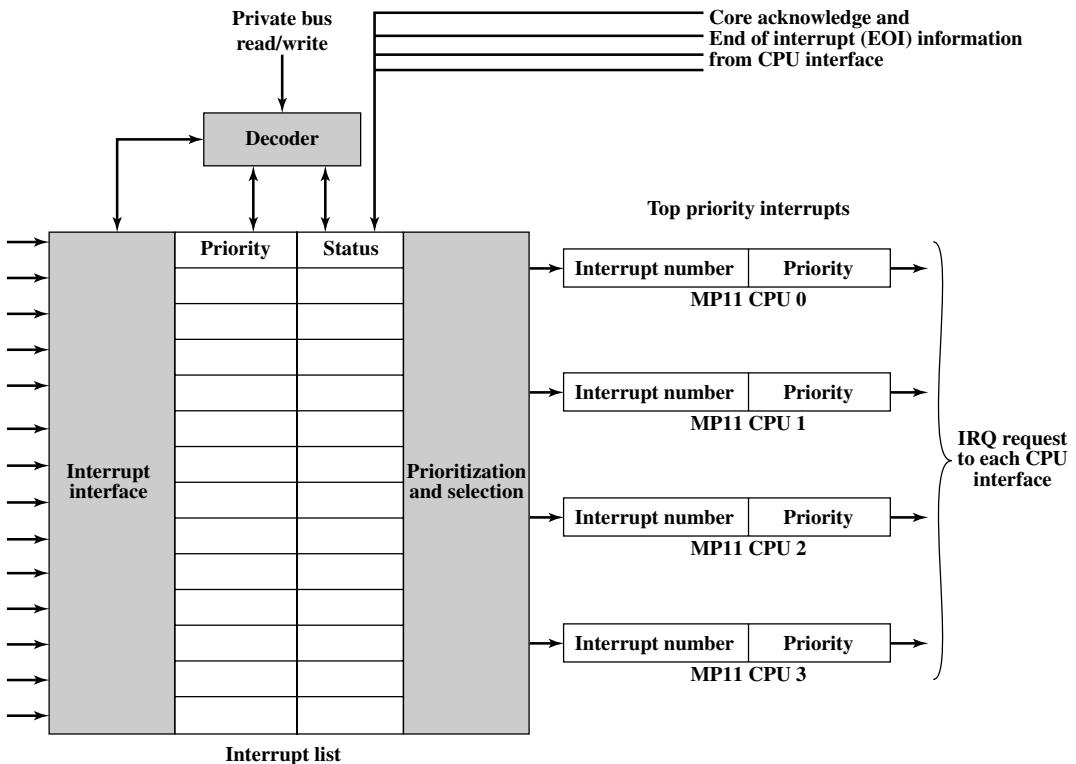 Private bus
read/write
Core acknowledge and
End of interrupt (EOI) information
from CPU interface
Decoder
Top priority interrupts
Priority
Status
Interrupt number
Priority
MP11 CPU 0
Interrupt number
Priority
MP11 CPU 1
Interrupt
interface
Prioritization
and selection
IRQ request
to each CPU
interface
Interrupt number
Priority
MP11 CPU 2
Interrupt number
Priority
MP11 CPU 3
Interrupt list